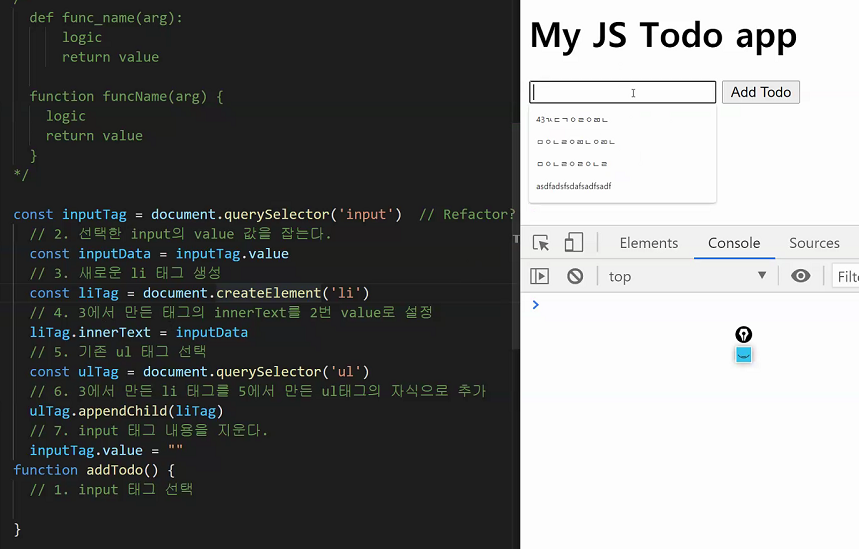 /
def func_name(arg):
logic
return value
function funcName(arg) {
logic
return value
}
*/
const inputTag = document.querySelector('input') // Refactor?
// 2. 선택한 input의 value 값을 잡는다.
const inputData = inputTag.value
// 3. 새로운 li 태그 생성
const liTag = document.createElement('li')
// 4. 3에서 만든 태그의 innerText를 2번 value로 설정
liTag.innerText = inputData
// 5. 기존 ul 태그 선택
const ulTag = document.querySelector('ul')
// 6. 3에서 만든 li 태그를 5에서 만든 ul태그의 자식으로 추가
ulTag.appendChild(liTag)
// 7. input 태그 내용을 지운다.
inputTag.value = ""
function addTodo() {
// 1. input 태그 선택
}
My JS Todo app
Add Todo
asdfadsfsdafsadfsadf
Elements Console Sources
top Filte